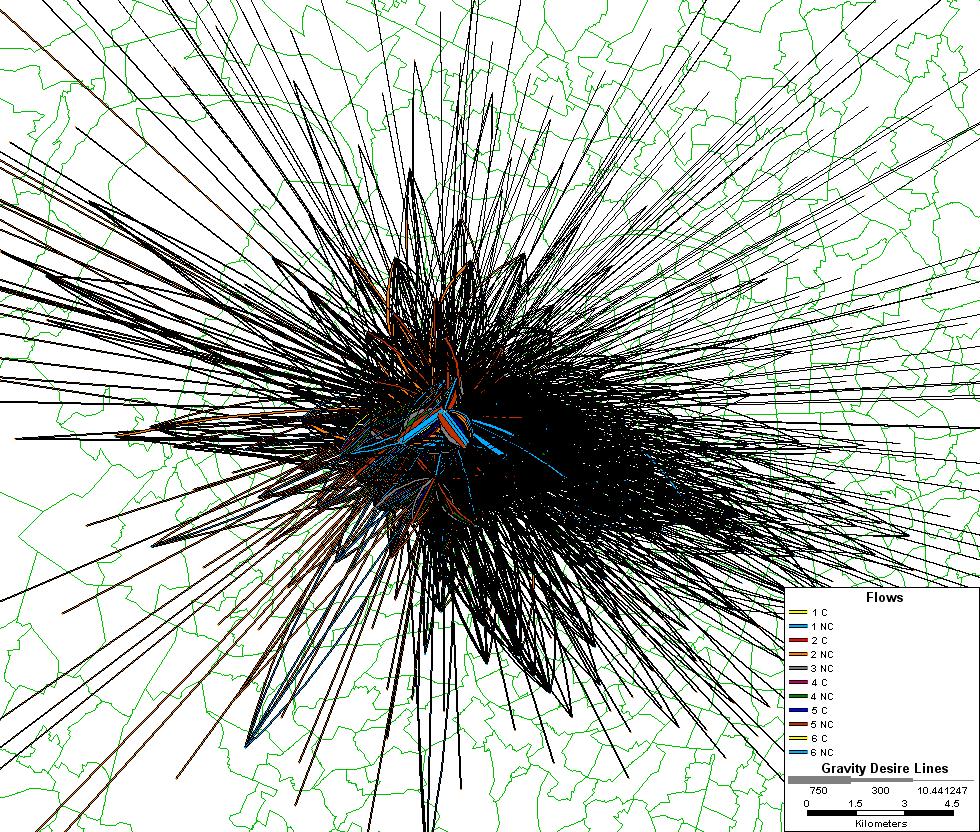 Flows
1 C
1 NC
2 C
2 NC
3 NC
4 C
4 NC
5 C
5 NC
6 C
6 NC
Gravity Desire Lines
750 300 10.441247
0 1.5 3 4.5
Kilometers